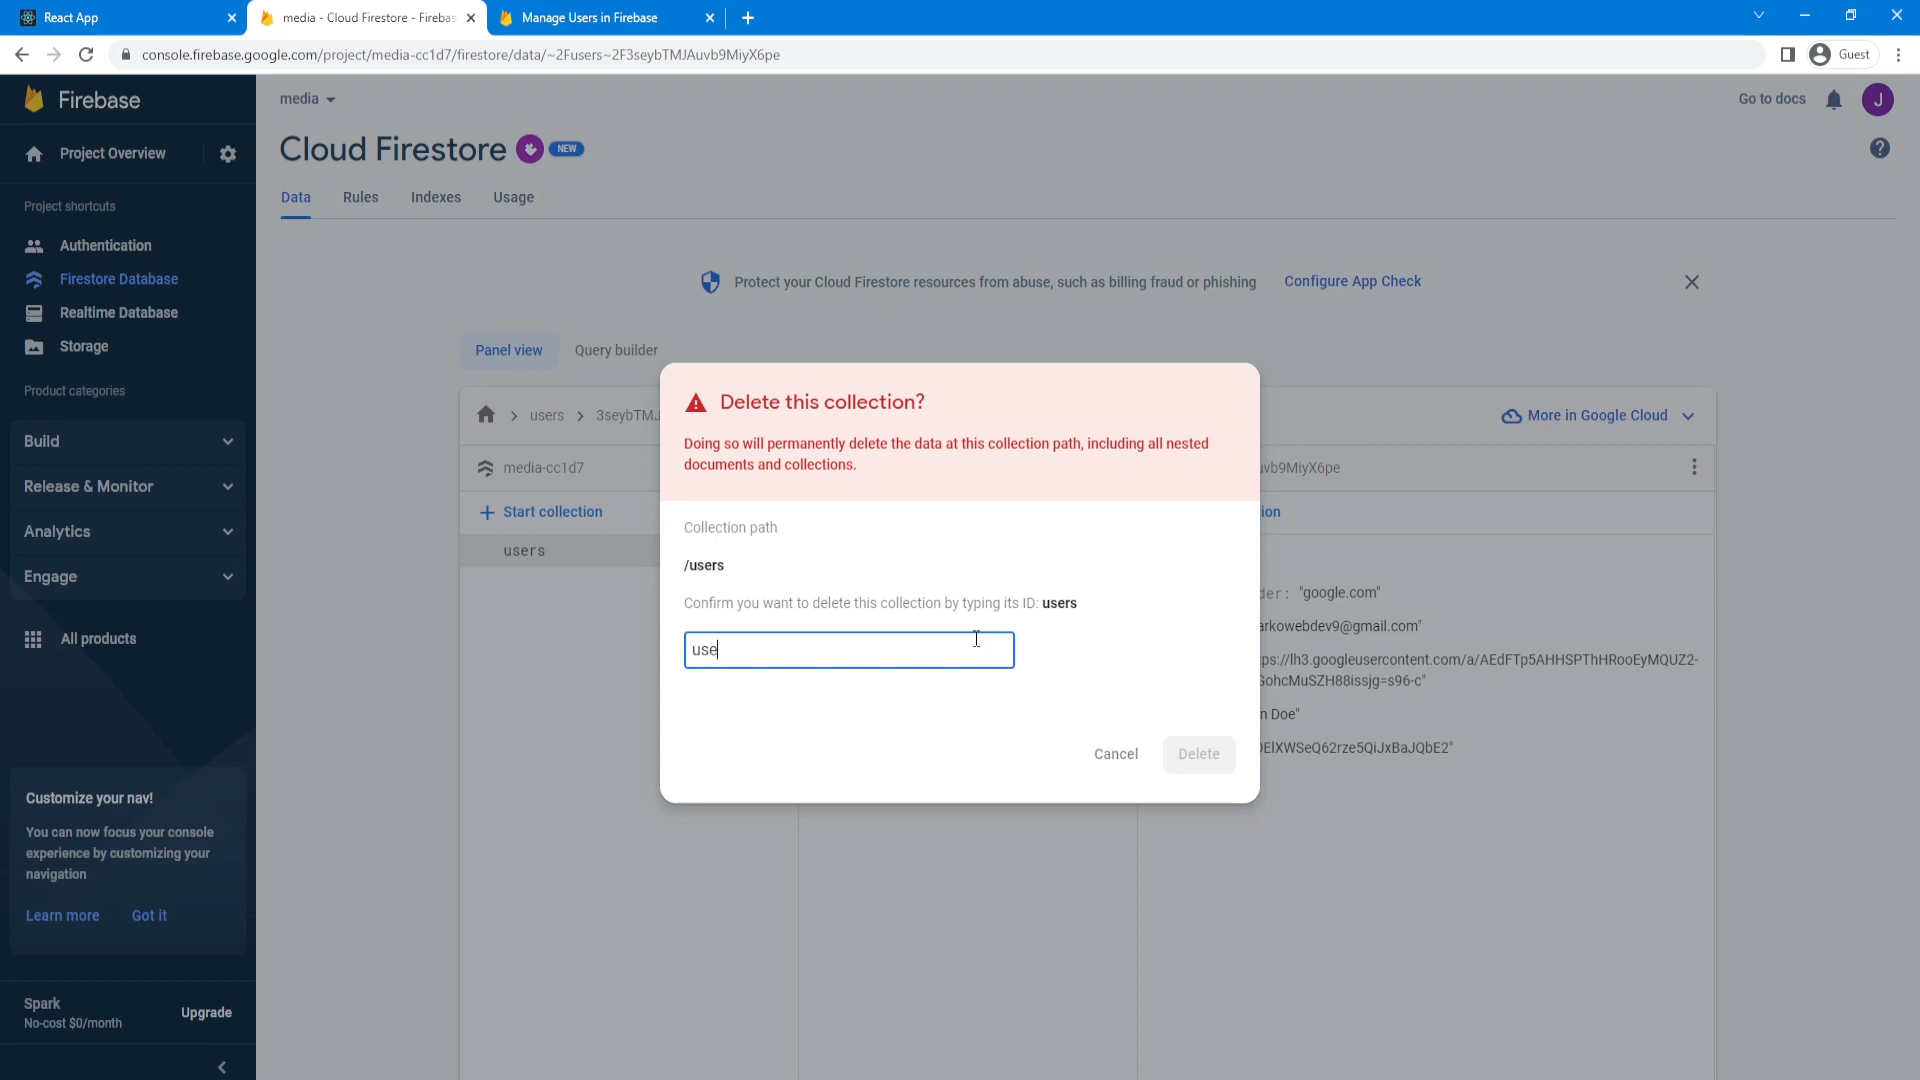 React App
media - Cloud Firestore - Firebas
Manage Users in Firebase
console.firebase.google.com/project/media-cc1d7/firestore/data/~2Fusers~2F3seybTMJAuvb9MiyX6pe
Guest
Firebase
Project Overview
Project shortcuts
Authentication
Firestore Database
Realtime Database
Storage
Product categories
Build
Release & Monitor
Analytics
Engage
All products
Customize your nav!
You can now focus your console
experience by customizing your
navigation
Learn more
Got it
Spark
No-cost $0/month
Upgrade
media
Go to docs
J
Cloud Firestore
NEW
Data
Rules
Indexes
Usage
Protect your Cloud Firestore resources from abuse, such as billing fraud or phishing
Configure App Check
Panel view
Query builder
users
3seybTMJ
More in Google Cloud
media-cc1d7
uvb9MiyX6pe
Start collection
ion
users
der: "google.com"
arkowebdev9@gmail.com"
tps://lh3.googleusercontent.com/a/AEdFTp5AHHSPThHRooEyMQUZ2-
GohcMuSZH88issjg=s96-c"
n Doe"
DElXWSeQ62rze5QiJxBaJQbE2"
Delete this collection?
Doing so will permanently delete the data at this collection path, including all nested
documents and collections.
Collection path
/users
Confirm you want to delete this collection by typing its ID: users
use
Cancel
Delete